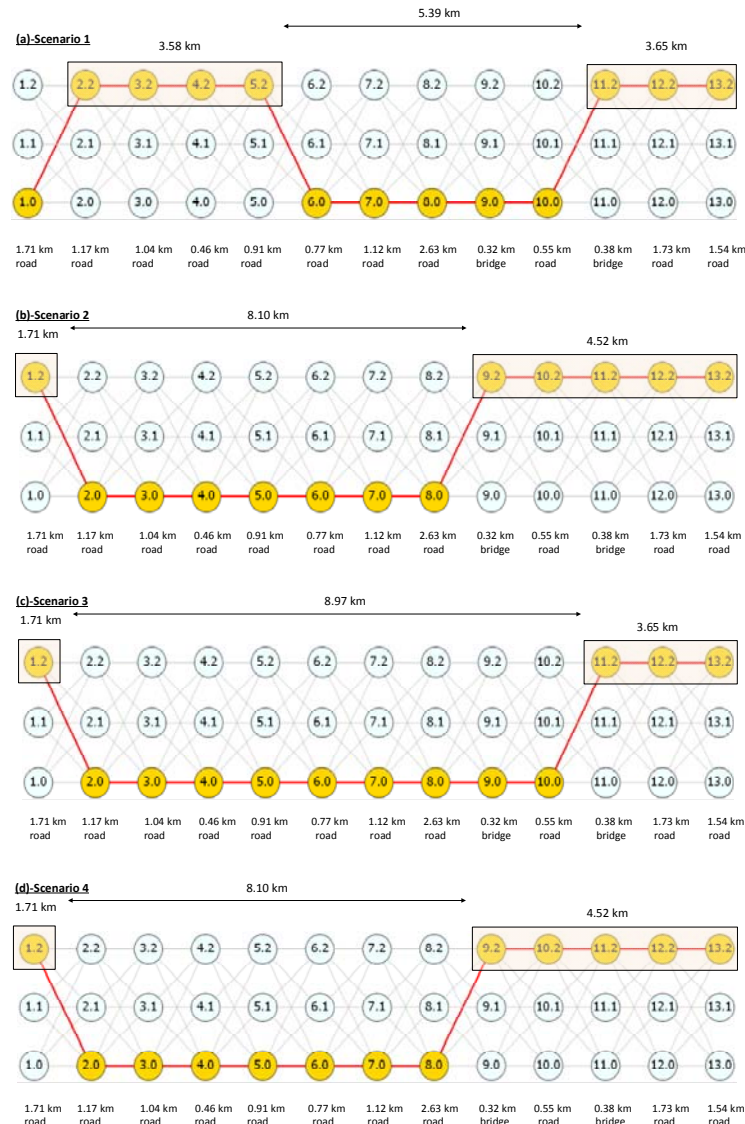 (a)-Scenario 1
5.39 km
3.58 km
3.65 km
1.2 2.2 3.2 4.2 5.2 6.2 7.2 8.2 9.2 10.2 11.2 12.2 13.2
1.1 2.1 3.1 4.1 5.1 6.1 7.1 8.1 9.1 10.1 11.1 12.1 13.1
1.0 2.0 3.0 4.0 5.0 6.0 7.0 8.0 9.0 10.0 11.0 12.0 13.0
1.71 km 1.17 km 1.04 km 0.46 km 0.91 km 0.77 km 1.12 km 2.63 km 0.32 km 0.55 km 0.38 km 1.73 km 1.54 km
road road road road road road road road bridge road bridge road road
(b)-Scenario 2
8.10 km
1.71 km
4.52 km
1.2 2.2 3.2 4.2 5.2 6.2 7.2 8.2 9.2 10.2 11.2 12.2 13.2
1.1 2.1 3.1 4.1 5.1 6.1 7.1 8.1 9.1 10.1 11.1 12.1 13.1
1.0 2.0 3.0 4.0 5.0 6.0 7.0 8.0 9.0 10.0 11.0 12.0 13.0
1.71 km 1.17 km 1.04 km 0.46 km 0.91 km 0.77 km 1.12 km 2.63 km 0.32 km 0.55 km 0.38 km 1.73 km 1.54 km
road road road road road road road road bridge road bridge road road
(c)-Scenario 3
8.97 km
1.71 km
3.65 km
1.2 2.2 3.2 4.2 5.2 6.2 7.2 8.2 9.2 10.2 11.2 12.2 13.2
1.1 2.1 3.1 4.1 5.1 6.1 7.1 8.1 9.1 10.1 11.1 12.1 13.1
1.0 2.0 3.0 4.0 5.0 6.0 7.0 8.0 9.0 10.0 11.0 12.0 13.0
1.71 km 1.17 km 1.04 km 0.46 km 0.91 km 0.77 km 1.12 km 2.63 km 0.32 km 0.55 km 0.38 km 1.73 km 1.54 km
road road road road road road road road bridge road bridge road road
(d)-Scenario 4
8.10 km
1.71 km
4.52 km
1.2 2.2 3.2 4.2 5.2 6.2 7.2 8.2 9.2 10.2 11.2 12.2 13.2
1.1 2.1 3.1 4.1 5.1 6.1 7.1 8.1 9.1 10.1 11.1 12.1 13.1
1.0 2.0 3.0 4.0 5.0 6.0 7.0 8.0 9.0 10.0 11.0 12.0 13.0
1.71 km 1.17 km 1.04 km 0.46 km 0.91 km 0.77 km 1.12 km 2.63 km 0.32 km 0.55 km 0.38 km 1.73 km 1.54 km
road road road road road road road road bridge road bridge road road